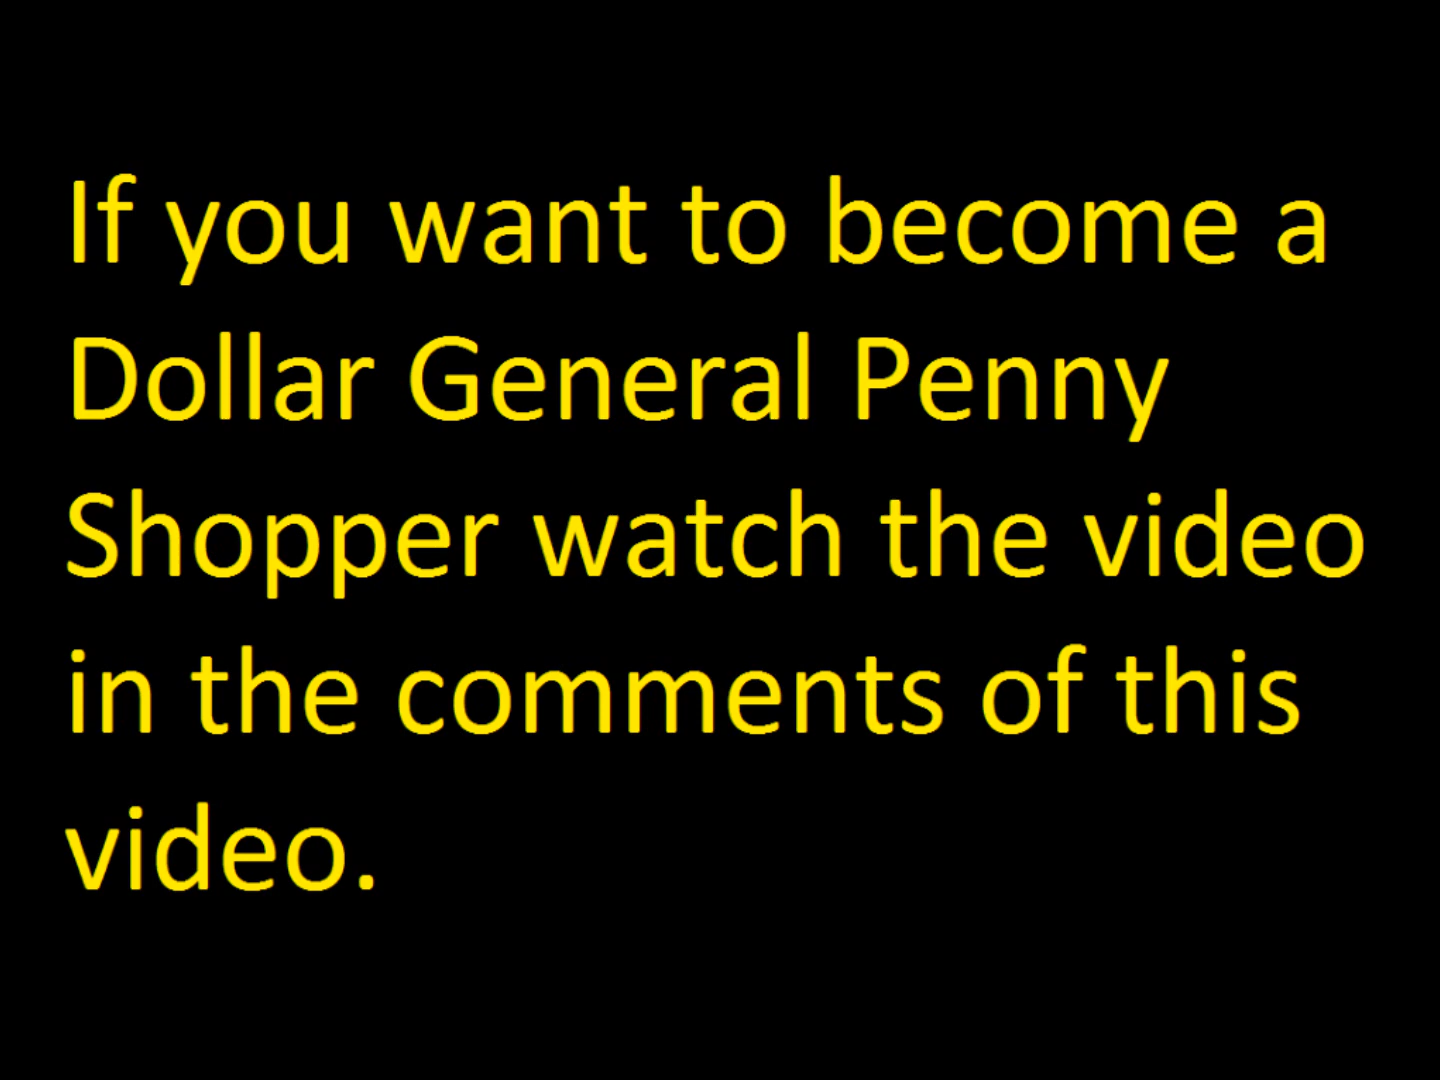 If you want to become a
Dollar General Penny
Shopper watch the video
in the comments of this
video.